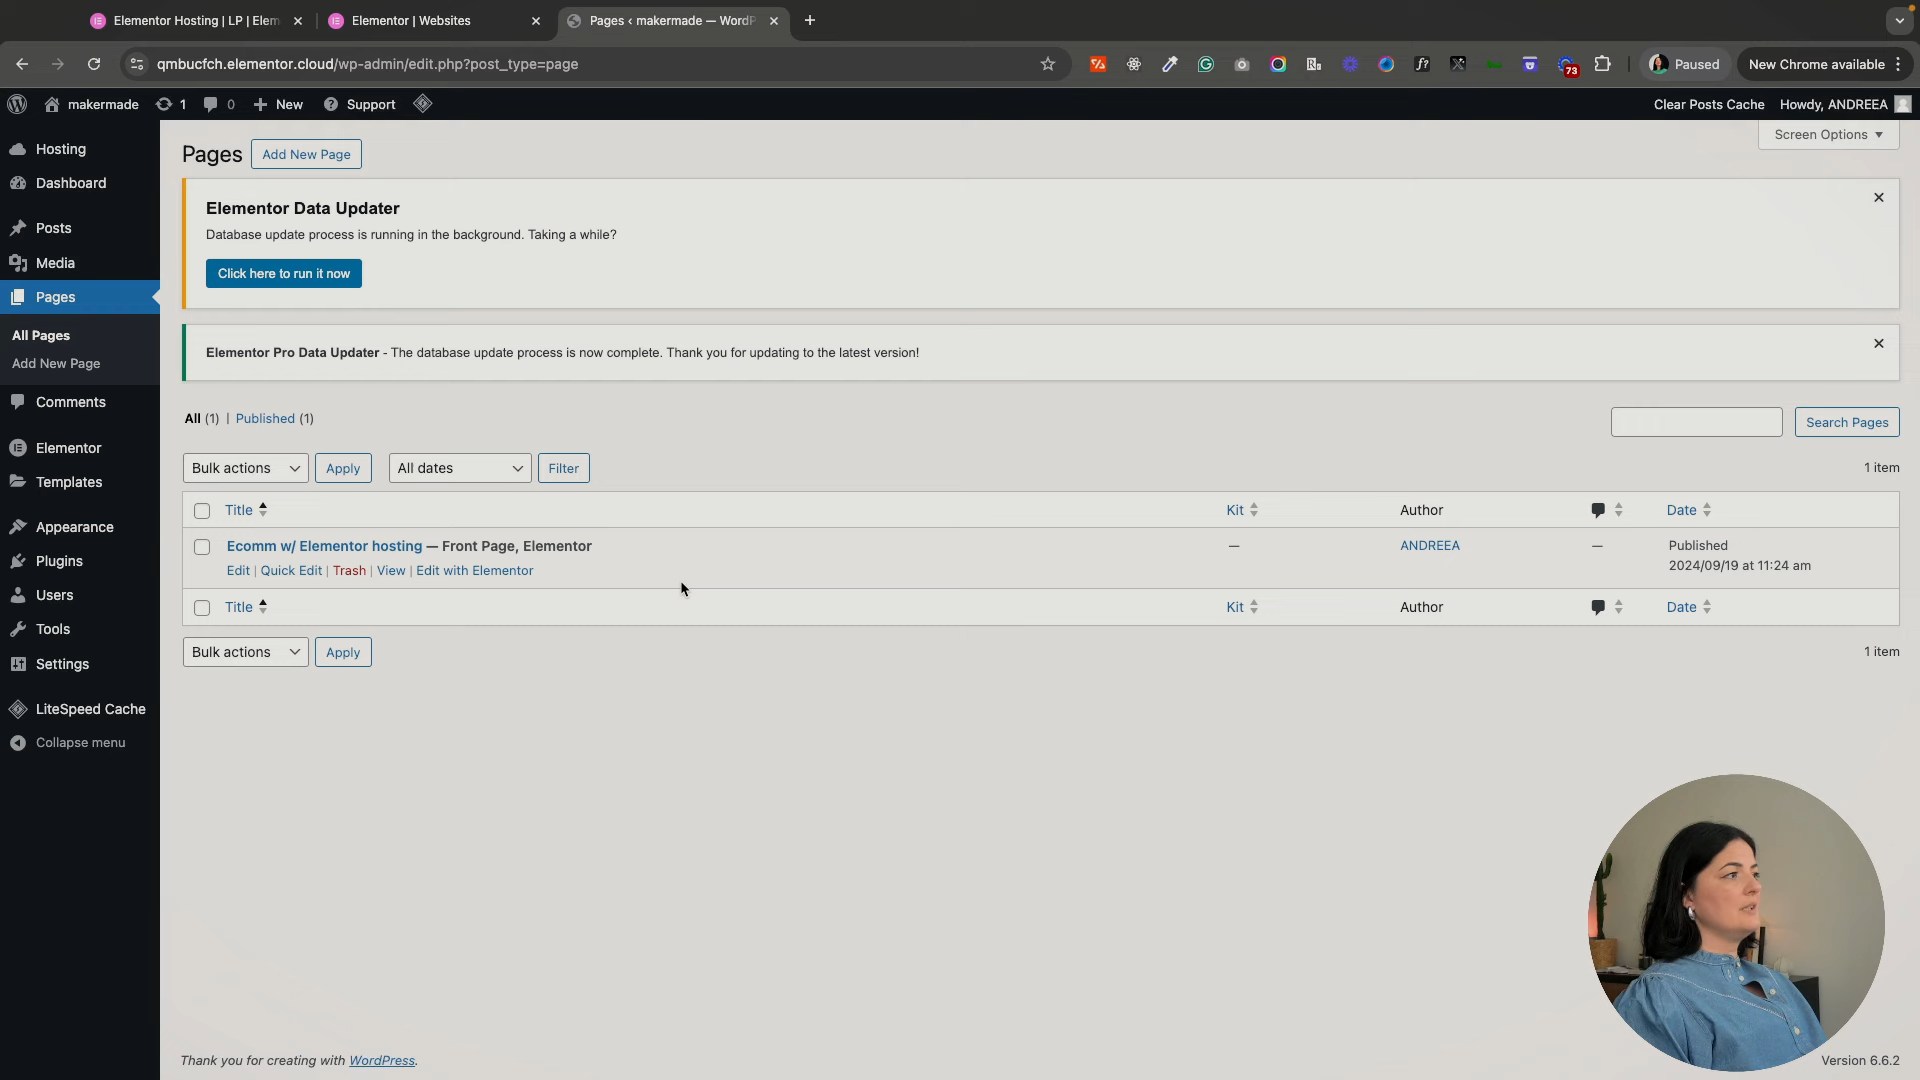 Elementor Hosting | LP | Elem
Elementor | Websites
Pages ‹ makermade — WordP
qmbucfch.elementor.cloud/wp-admin/edit.php?post_type=page
73
Paused
New Chrome available
makermade
1
0
New
Support
Clear Posts Cache
Howdy, ANDREEA
Hosting
Dashboard
Posts
Media
Pages
All Pages
Add New Page
Comments
Elementor
Templates
Appearance
Plugins
Users
Tools
Settings
LiteSpeed Cache
Collapse menu
Screen Options
Pages
Add New Page
Elementor Data Updater
Database update process is running in the background. Taking a while?
Click here to run it now
Elementor Pro Data Updater - The database update process is now complete. Thank you for updating to the latest version!
All (1) | Published (1)
Search Pages
Bulk actions
Apply
All dates
Filter
1 item
Title
Kit
Author
Date
Ecomm w/ Elementor hosting — Front Page, Elementor
—
ANDREEA
—
Published
2024/09/19 at 11:24 am
Edit | Quick Edit | Trash | View | Edit with Elementor
Title
Kit
Author
Date
Bulk actions
Apply
1 item
Thank you for creating with WordPress.
Version 6.6.2